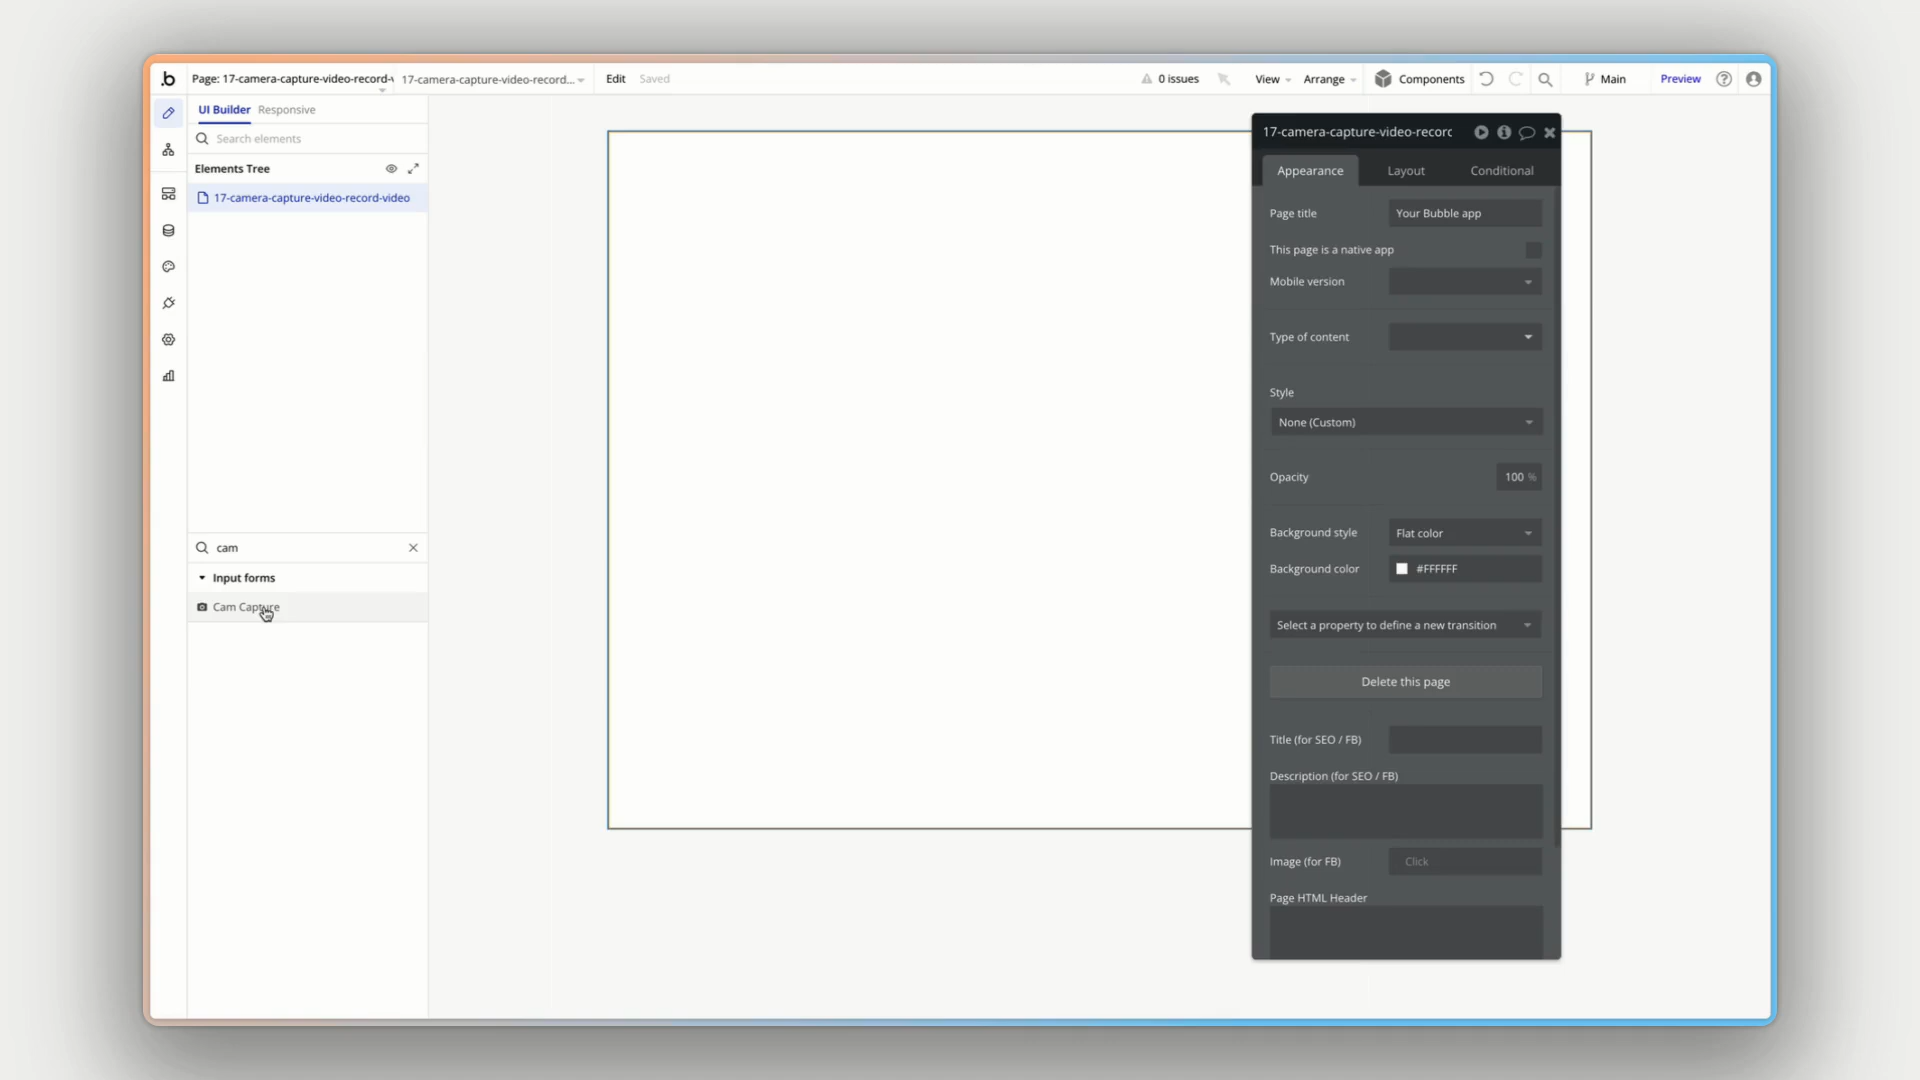 Page: 17-camera-capture-video-record-v
17-camera-capture-video-record...
Edit
Saved
0 issues
View
Arrange
Components
Main
Preview
UI Builder
Responsive
Search elements
Elements Tree
17-camera-capture-video-record-video
cam
Input forms
Cam Capture
17-camera-capture-video-recorc
Appearance
Layout
Conditional
Page title
Your Bubble app
This page is a native app
Mobile version
Type of content
Style
None (Custom)
Opacity
100 %
Background style
Flat color
Background color
#FFFFFF
Select a property to define a new transition
Delete this page
Title (for SEO / FB)
Description (for SEO / FB)
Image (for FB)
Click
Page HTML Header